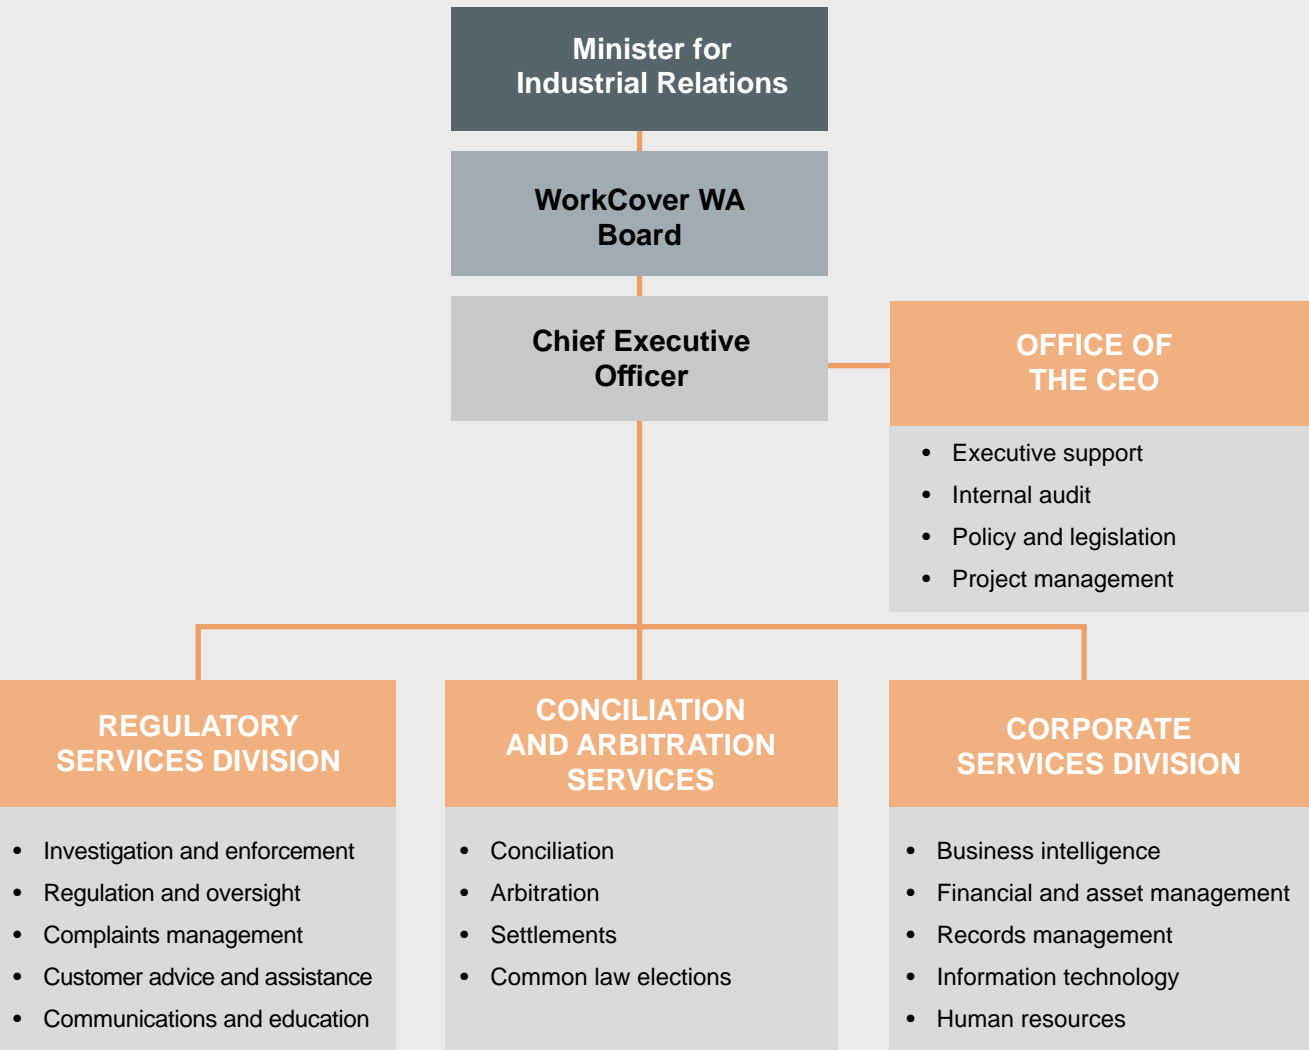 Minister for
Industrial Relations
WorkCover WA
Board
Chief Executive
Officer
OFFICE OF
THE CEO
• Executive support
• Internal audit
• Policy and legislation
• Project management
REGULATORY
SERVICES DIVISION
• Investigation and enforcement
• Regulation and oversight
• Complaints management
• Customer advice and assistance
• Communications and education
CONCILIATION
AND ARBITRATION
SERVICES
• Conciliation
• Arbitration
• Settlements
• Common law elections
CORPORATE
SERVICES DIVISION
• Business intelligence
• Financial and asset management
• Records management
• Information technology
• Human resources